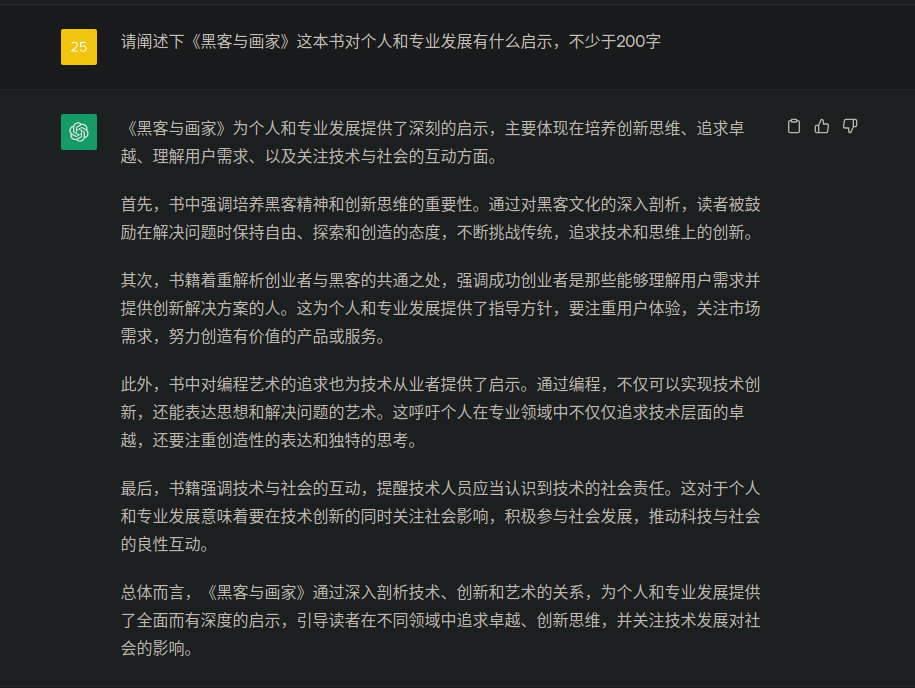 25
请阐述下《黑客与画家》这本书对个人和专业发展有什么启示，不少于200字
《黑客与画家》为个人和专业发展提供了深刻的启示，主要体现在培养创新思维、追求卓
越、理解用户需求、以及关注技术与社会的互动方面。
首先，书中强调培养黑客精神和创新思维的重要性。通过对黑客文化的深入剖析，读者被鼓
励在解决问题时保持自由、探索和创造的态度，不断挑战传统，追求技术和思维上的创新。
其次，书籍着重解析创业者与黑客的共通之处，强调成功创业者是那些能够理解用户需求并
提供创新解决方案的人。这为个人和专业发展提供了指导方针，要注重用户体验，关注市场
需求，努力创造有价值的产品或服务。
此外，书中对编程艺术的追求也为技术从业者提供了启示。通过编程，不仅可以实现技术创
新，还能表达思想和解决问题的艺术。这呼吁个人在专业领域中不仅仅追求技术层面的卓
越，还要注重创造性的表达和独特的思考。
最后，书籍强调技术与社会的互动，提醒技术人员应当认识到技术的社会责任。这对于个人
和专业发展意味着要在技术创新的同时关注社会影响，积极参与社会发展，推动科技与社会
的良性互动。
总体而言，《黑客与画家》通过深入剖析技术、创新和艺术的关系，为个人和专业发展提供
了全面而有深度的启示，引导读者在不同领域中追求卓越、创新思维，并关注技术发展对社
会的影响。